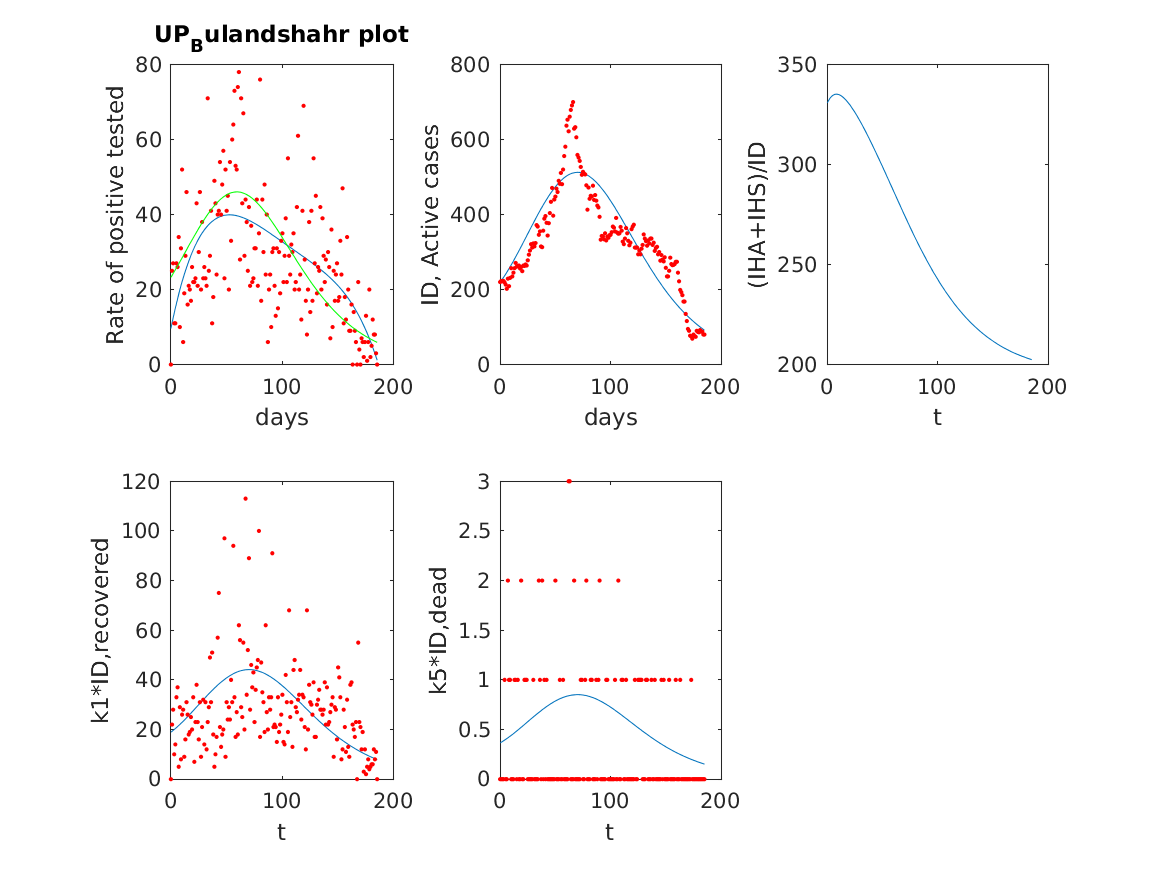 UP_Bulandshahr plot
80
60
40
20
0
0 100 200
Rate of positive tested
days
800
600
400
200
0
0 100 200
ID, Active cases
days
350
300
250
200
0 100 200
(IHA+IHS)/ID
t
120
100
80
60
40
20
0
0 100 200
k1*ID,recovered
t
3
2.5
2
1.5
1
0.5
0
0 100 200
k5*ID,dead
t